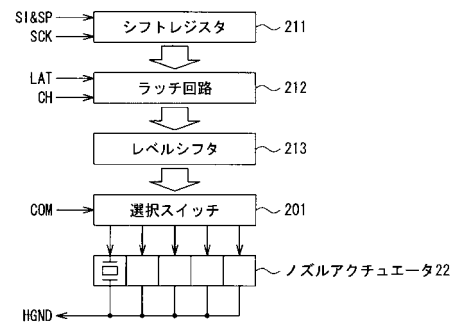 SI&SP
SCK
シフトレジスタ
211
LAT
CH
ラッチ回路
212
レベルシフタ
213
COM
選択スイッチ
201
ノズルアクチュエータ22
HGND